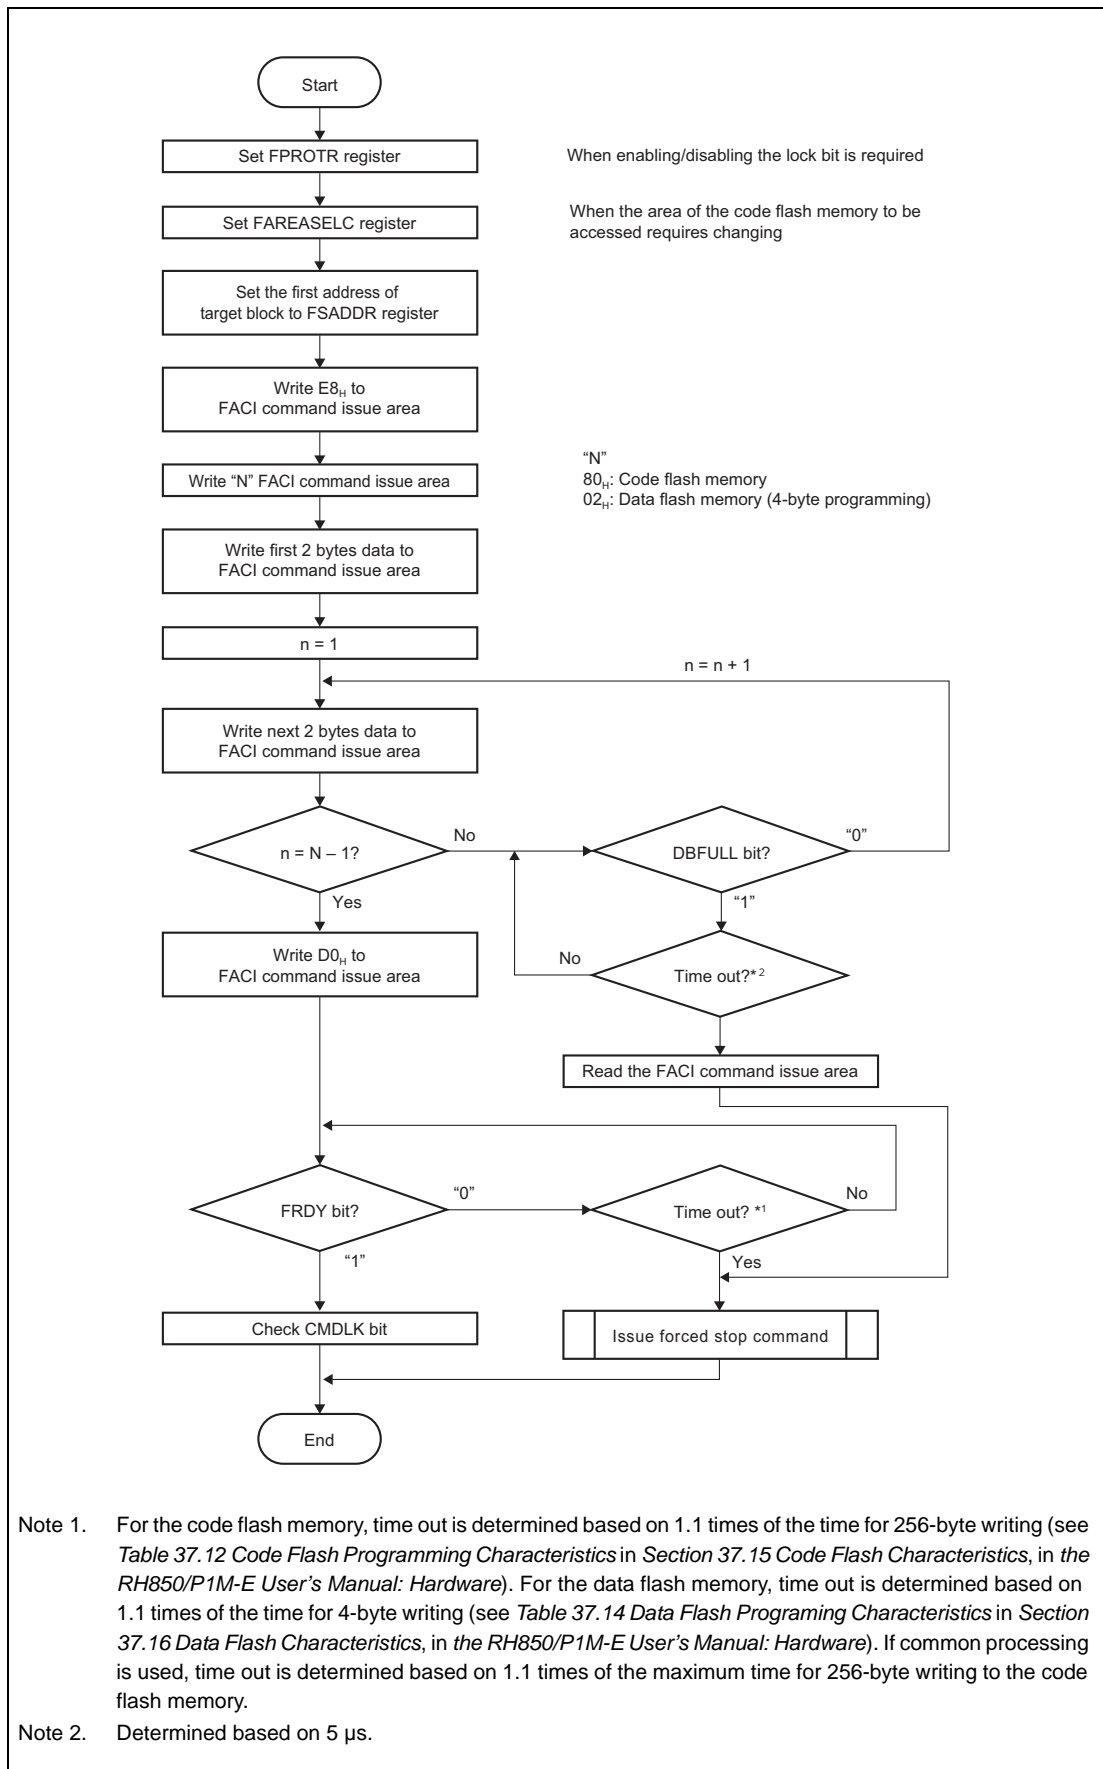 Start
Set FPROTR register
When enabling/disabling the lock bit is required
Set FAREASELC register
When the area of the code flash memory to be
accessed requires changing
Set the first address of
target block to FSADDR register
Write E8H to
FACI command issue area
Write “N” FACI command issue area
“N”
80H: Code flash memory
02H: Data flash memory (4-byte programming)
Write first 2 bytes data to
FACI command issue area
n = 1
n = n + 1
Write next 2 bytes data to
FACI command issue area
n = N – 1?
No
DBFULL bit?
“0”
Yes
“1”
Write D0H to
FACI command issue area
No
Time out?*2
Read the FACI command issue area
FRDY bit?
“0”
Time out? *1
No
“1”
Yes
Check CMDLK bit
Issue forced stop command
End
Note 1. For the code flash memory, time out is determined based on 1.1 times of the time for 256-byte writing (see
Table 37.12 Code Flash Programming Characteristics in Section 37.15 Code Flash Characteristics, in the
RH850/P1M-E User’s Manual: Hardware). For the data flash memory, time out is determined based on
1.1 times of the time for 4-byte writing (see Table 37.14 Data Flash Programing Characteristics in Section
37.16 Data Flash Characteristics, in the RH850/P1M-E User’s Manual: Hardware). If common processing
is used, time out is determined based on 1.1 times of the maximum time for 256-byte writing to the code
flash memory.
Note 2. Determined based on 5 μs.